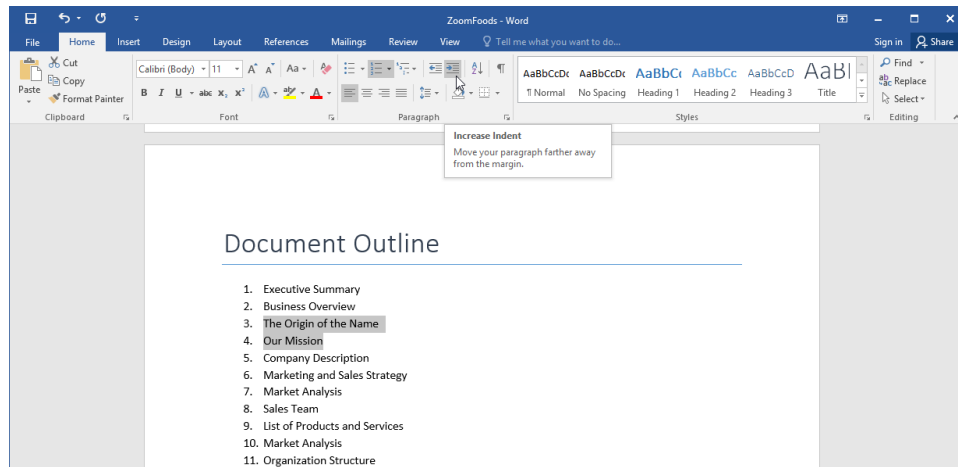 ZoomFoods - Word
File Home Insert Design Layout References Mailings Review View Tell me what you want to do... Sign in Share
Paste
Cut
Copy
Format Painter
Clipboard
Calibri (Body) 11 A A Aa
B I U abc X₂ X² A aby A
Font
Paragraph
AaBbCcDc AaBbCcDc AaBbCc AaBbCc AaBbCcD AaBl
¶ Normal No Spacing Heading 1 Heading 2 Heading 3 Title
Styles
Find
Replace
Select
Editing
Increase Indent
Move your paragraph farther away
from the margin.
Document Outline
1. Executive Summary
2. Business Overview
3. The Origin of the Name
4. Our Mission
5. Company Description
6. Marketing and Sales Strategy
7. Market Analysis
8. Sales Team
9. List of Products and Services
10. Market Analysis
11. Organization Structure